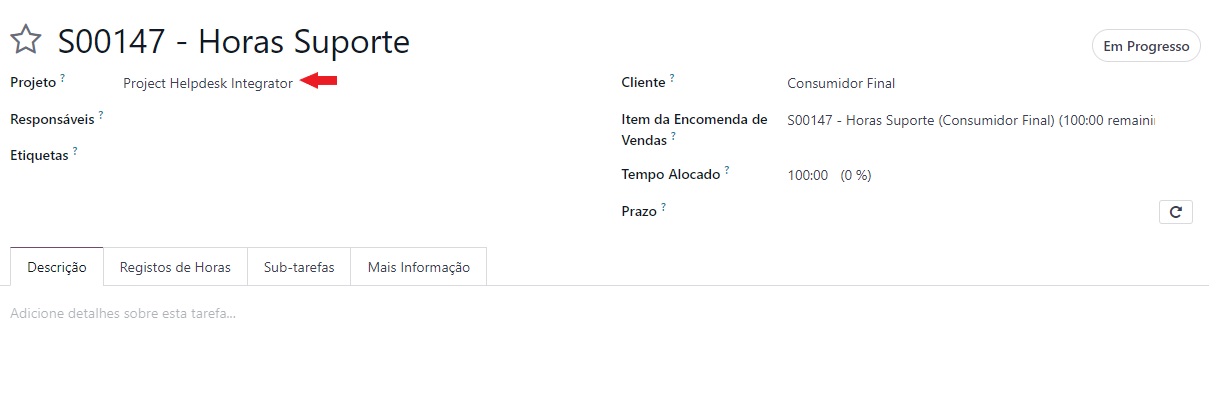 S00147 - Horas Suporte
Em Progresso
Projeto ?
Project Helpdesk Integrator
Cliente ?
Consumidor Final
Responsáveis ?
Item da Encomenda de
Vendas ?
S00147 - Horas Suporte (Consumidor Final) (100:00 remaini
Etiquetas ?
Tempo Alocado ?
100:00 (0 %)
Prazo ?
Descrição
Registos de Horas
Sub-tarefas
Mais Informação
Adicione detalhes sobre esta tarefa...